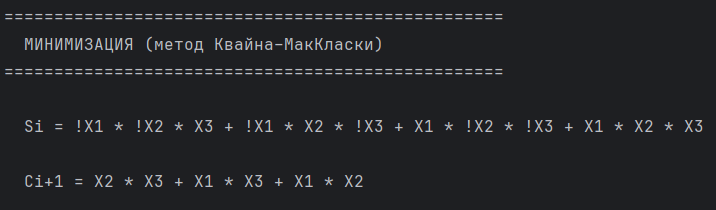 ==================================================
МИНИМИЗАЦИЯ (метод Квайна-МакКласки)
==================================================
Si = !X1 * !X2 * X3 + !X1 * X2 * !X3 + X1 * !X2 * !X3 + X1 * X2 * X3
Ci+1 = X2 * X3 + X1 * X3 + X1 * X2